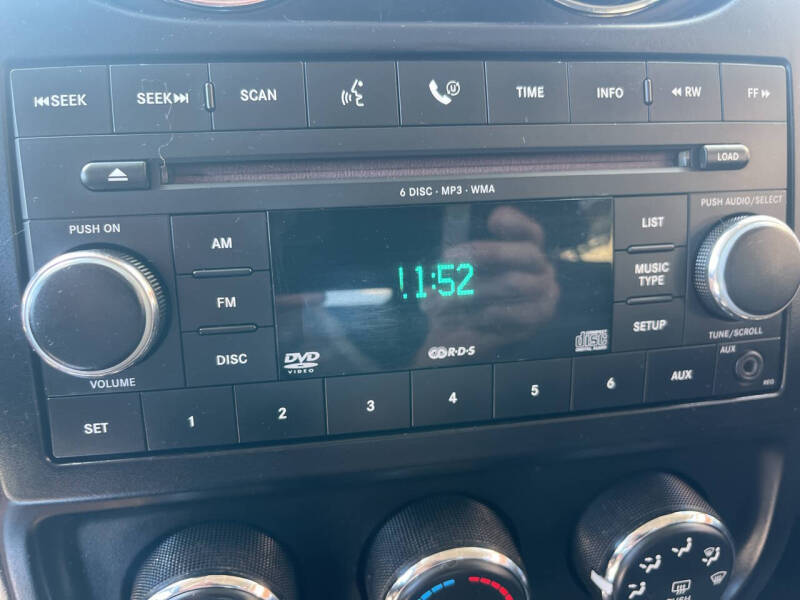 SEEK SEEK SCAN TIME INFO RW FF
LOAD
6 DISC · MP3 · WMA
PUSH ON
PUSH AUDIO/SELECT
AM
LIST
FM
MUSIC
TYPE
DISC
SETUP
1:52
DVD
VIDEO
R·D·S
disc
VOLUME
TUNE/SCROLL
SET 1 2 3 4 5 6 AUX
AUX
PUSH